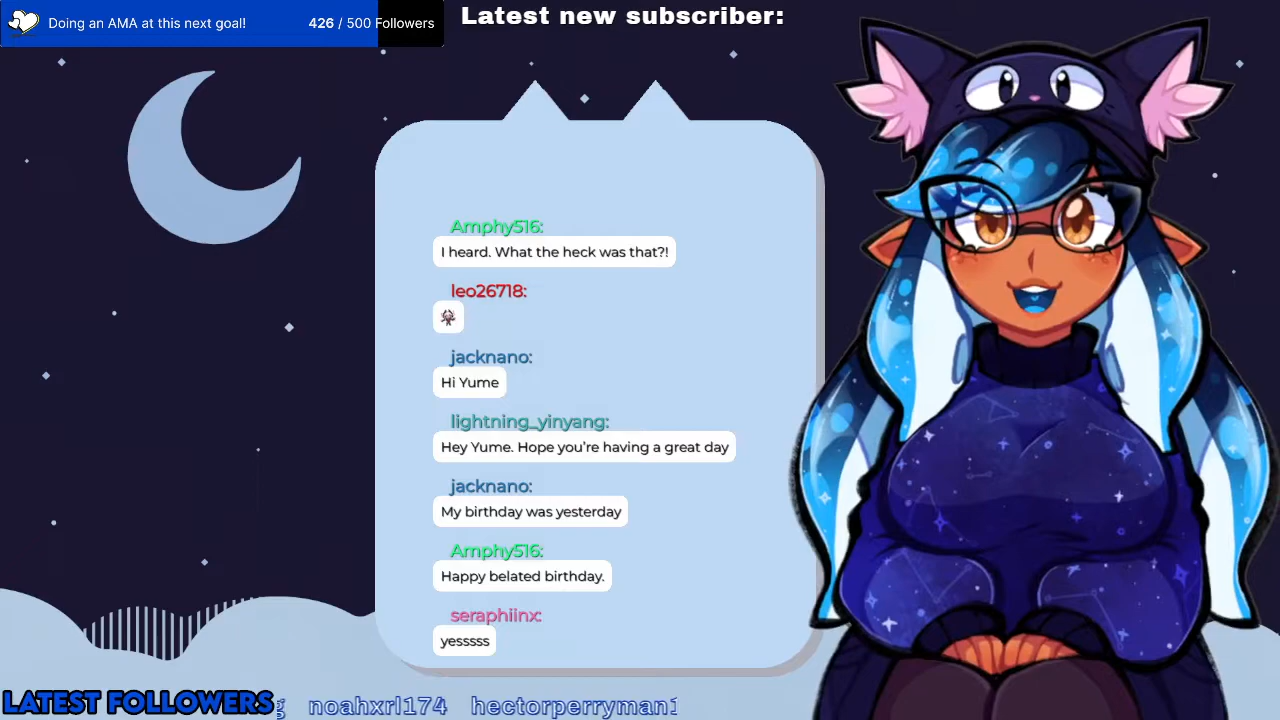 Doing an AMA at this next goal! 426 / 500 Followers
Latest new subscriber:
Amphy516:
I heard. What the heck was that?!
leo26718:
jacknano:
Hi Yume
lightning_yinyang:
Hey Yume. Hope you're having a great day
jacknano:
My birthday was yesterday
Amphy516:
Happy belated birthday.
seraphiinx:
yesssss
LATEST FOLLOWERS g noahxrl174 hectorperryman1